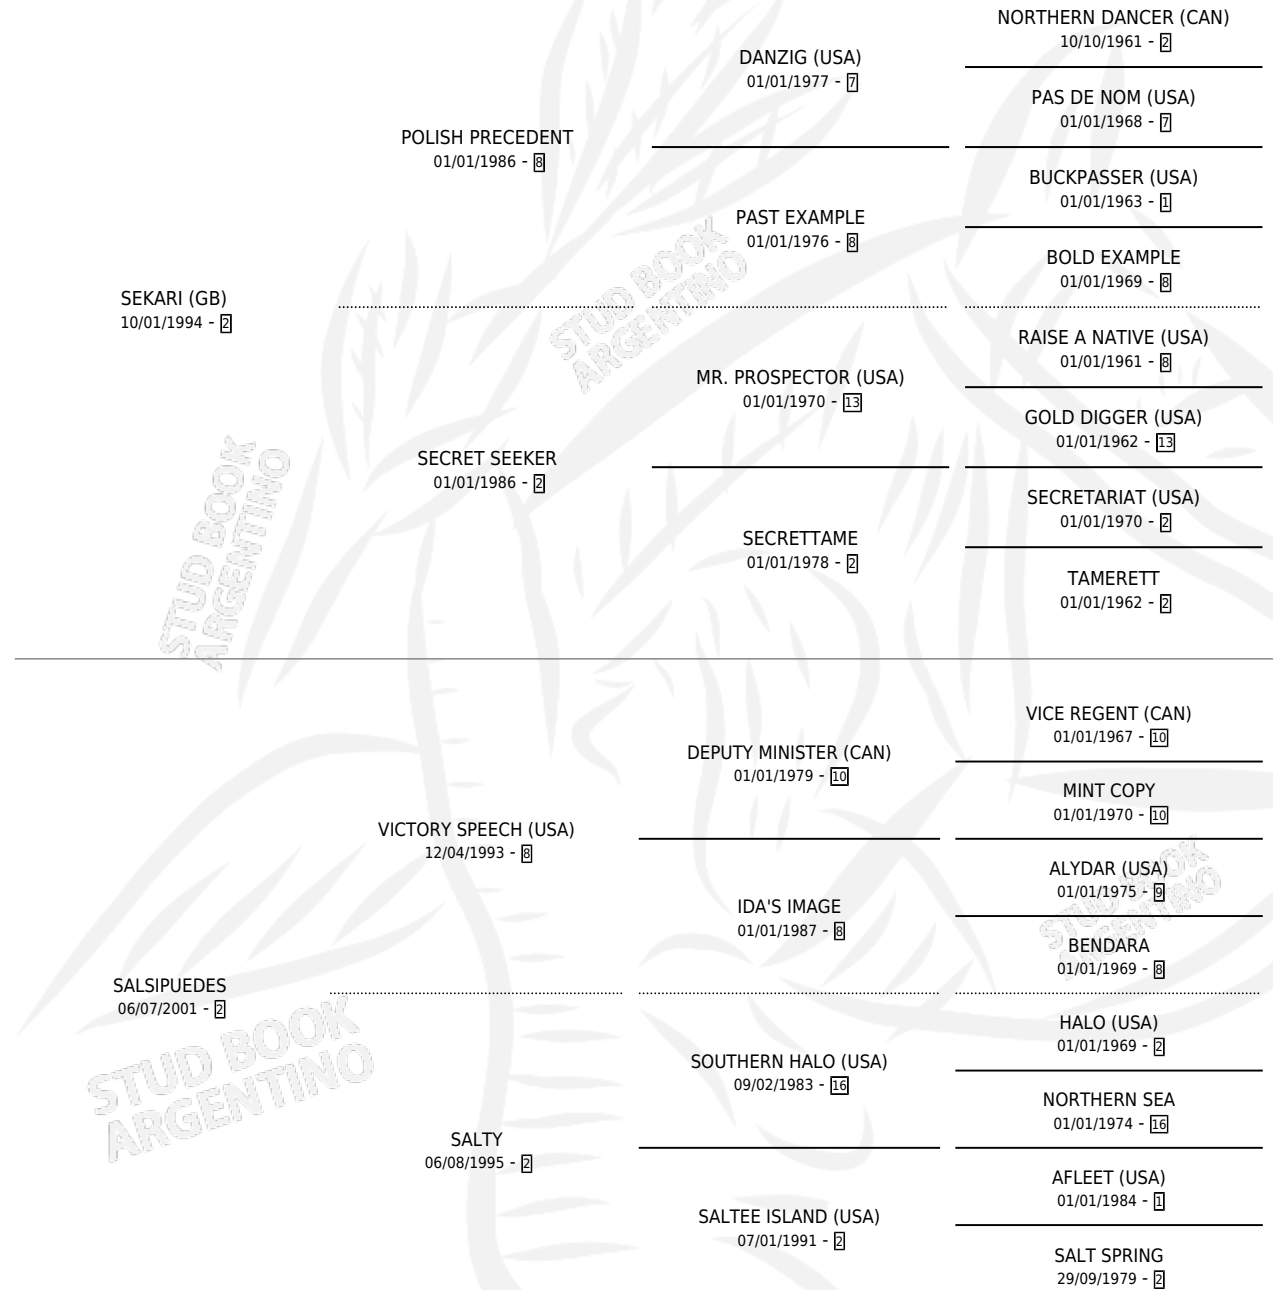 NORTHERN DANCER (CAN)
10/10/1961 - 2
DANZIG (USA)
01/01/1977 - 7
PAS DE NOM (USA)
01/01/1968 - 7
POLISH PRECEDENT
01/01/1986 - 8
BUCKPASSER (USA)
01/01/1963 - 1
PAST EXAMPLE
01/01/1976 - 8
BOLD EXAMPLE
01/01/1969 - 8
SEKARI (GB)
10/01/1994 - 2
RAISE A NATIVE (USA)
01/01/1961 - 8
MR. PROSPECTOR (USA)
01/01/1970 - 13
GOLD DIGGER (USA)
01/01/1962 - 13
SECRET SEEKER
01/01/1986 - 2
SECRETARIAT (USA)
01/01/1970 - 2
SECRETTAME
01/01/1978 - 2
TAMERETT
01/01/1962 - 2
VICE REGENT (CAN)
01/01/1967 - 10
DEPUTY MINISTER (CAN)
01/01/1979 - 10
MINT COPY
01/01/1970 - 10
VICTORY SPEECH (USA)
12/04/1993 - 8
ALYDAR (USA)
01/01/1975 - 9
IDA'S IMAGE
01/01/1987 - 8
BENDARA
01/01/1969 - 8
SALSIPUEDES
06/07/2001 - 2
HALO (USA)
01/01/1969 - 2
SOUTHERN HALO (USA)
09/02/1983 - 16
NORTHERN SEA
01/01/1974 - 16
SALTY
06/08/1995 - 2
AFLEET (USA)
01/01/1984 - 1
SALTEE ISLAND (USA)
07/01/1991 - 2
SALT SPRING
29/09/1979 - 2
STUD BOOK
ARGENTINO
STUD BOOK
ARGENTINO
STUD BOOK
ARGENTINO
STUD BOOK
ARGENTINO